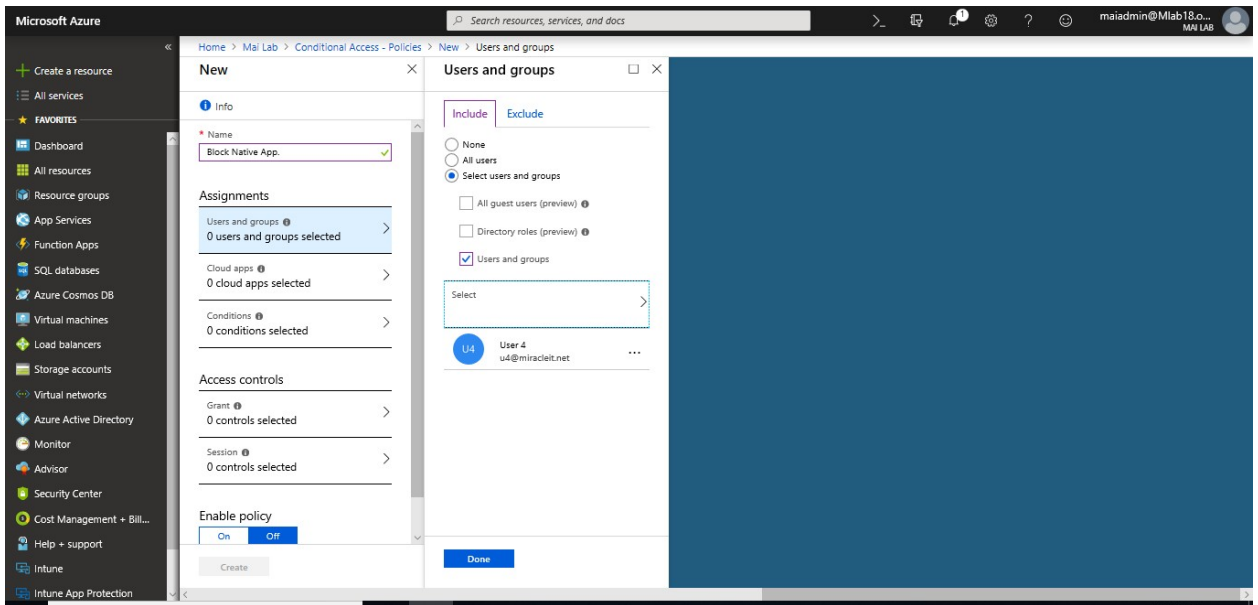 Microsoft Azure
Search resources, services, and docs
1
maiadmin@Mlab18.o...
MAI LAB
Home > Mai Lab > Conditional Access - Policies > New > Users and groups
Create a resource
All services
FAVORITES
Dashboard
All resources
Resource groups
App Services
Function Apps
SQL databases
Azure Cosmos DB
Virtual machines
Load balancers
Storage accounts
Virtual networks
Azure Active Directory
Monitor
Advisor
Security Center
Cost Management + Bill...
Help + support
Intune
Intune App Protection
New
Info
* Name
Block Native App.
Assignments
Users and groups
0 users and groups selected
Cloud apps
0 cloud apps selected
Conditions
0 conditions selected
Access controls
Grant
0 controls selected
Session
0 controls selected
Enable policy
On Off
Create
Users and groups
Include Exclude
None
All users
Select users and groups
All guest users (preview)
Directory roles (preview)
Users and groups
Select
U4
User 4
u4@miracleit.net
Done